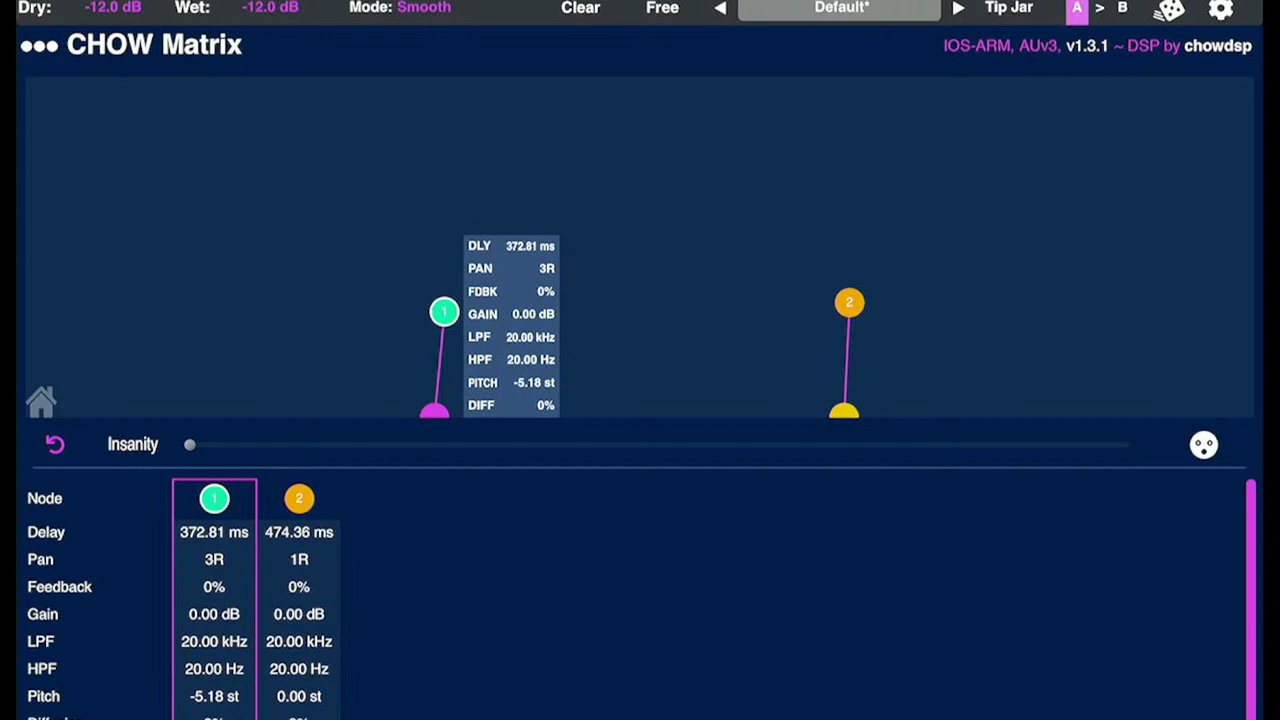 Dry: -12.0 dB Wet: -12.0 dB Mode: Smooth Clear Free Default* Tip Jar A > B
CHOW Matrix IOS-ARM, AUv3, v1.3.1 ~ DSP by chowdsp
DLY 372.81 ms
PAN 3R
FDBK 0%
1 2
GAIN 0.00 dB
LPF 20.00 kHz
HPF 20.00 Hz
PITCH -5.18 st
DIFF 0%
Insanity
Node 1 2
Delay 372.81 ms 474.36 ms
Pan 3R 1R
Feedback 0% 0%
Gain 0.00 dB 0.00 dB
LPF 20.00 kHz 20.00 kHz
HPF 20.00 Hz 20.00 Hz
Pitch -5.18 st 0.00 st